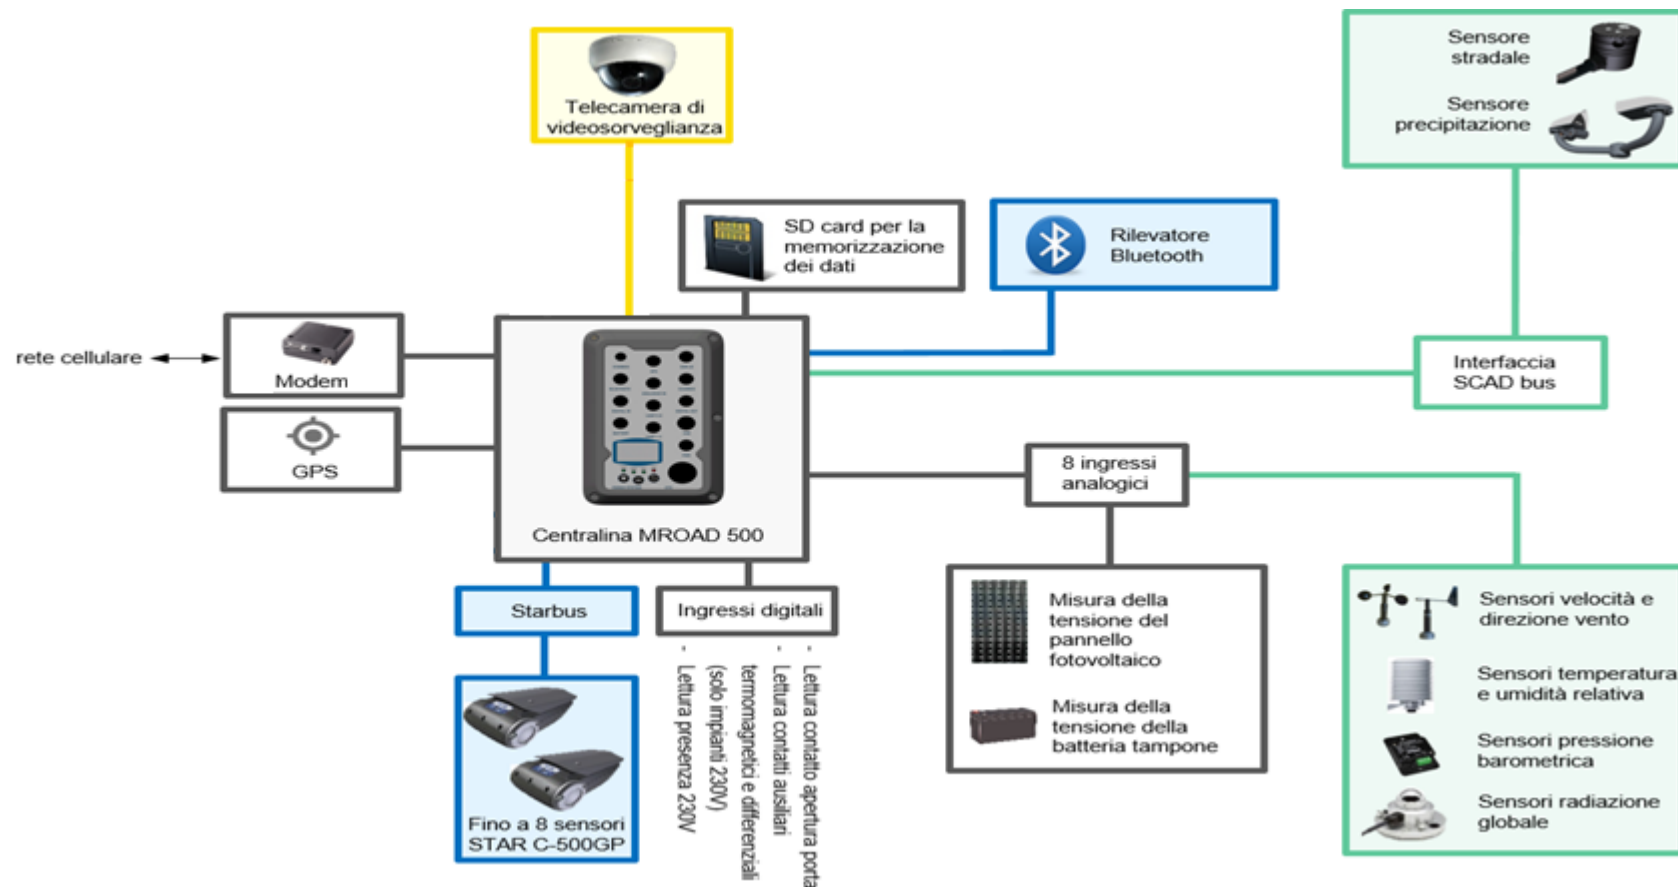 Telecamera di
videosorveglianza
Sensore
stradale
Sensore
precipitazione
SD card per la
memorizzazione
dei dati
Rilevatore
Bluetooth
rete cellulare
Modem
GPS
Centralina MROAD 500
Interfaccia
SCAD bus
8 ingressi
analogici
Starbus
Ingressi digitali
Fino a 8 sensori
STAR C-500GP
- Lettura contatto apertura porta
- Lettura contatti ausiliari
termomagnetici e differenziali
(solo impianti 230V)
- Lettura presenza 230V
Misura della
tensione del
pannello
fotovoltaico
Misura della
tensione della
batteria tampone
Sensori velocità e
direzione vento
Sensori temperatura
e umidità relativa
Sensori pressione
barometrica
Sensori radiazione
globale